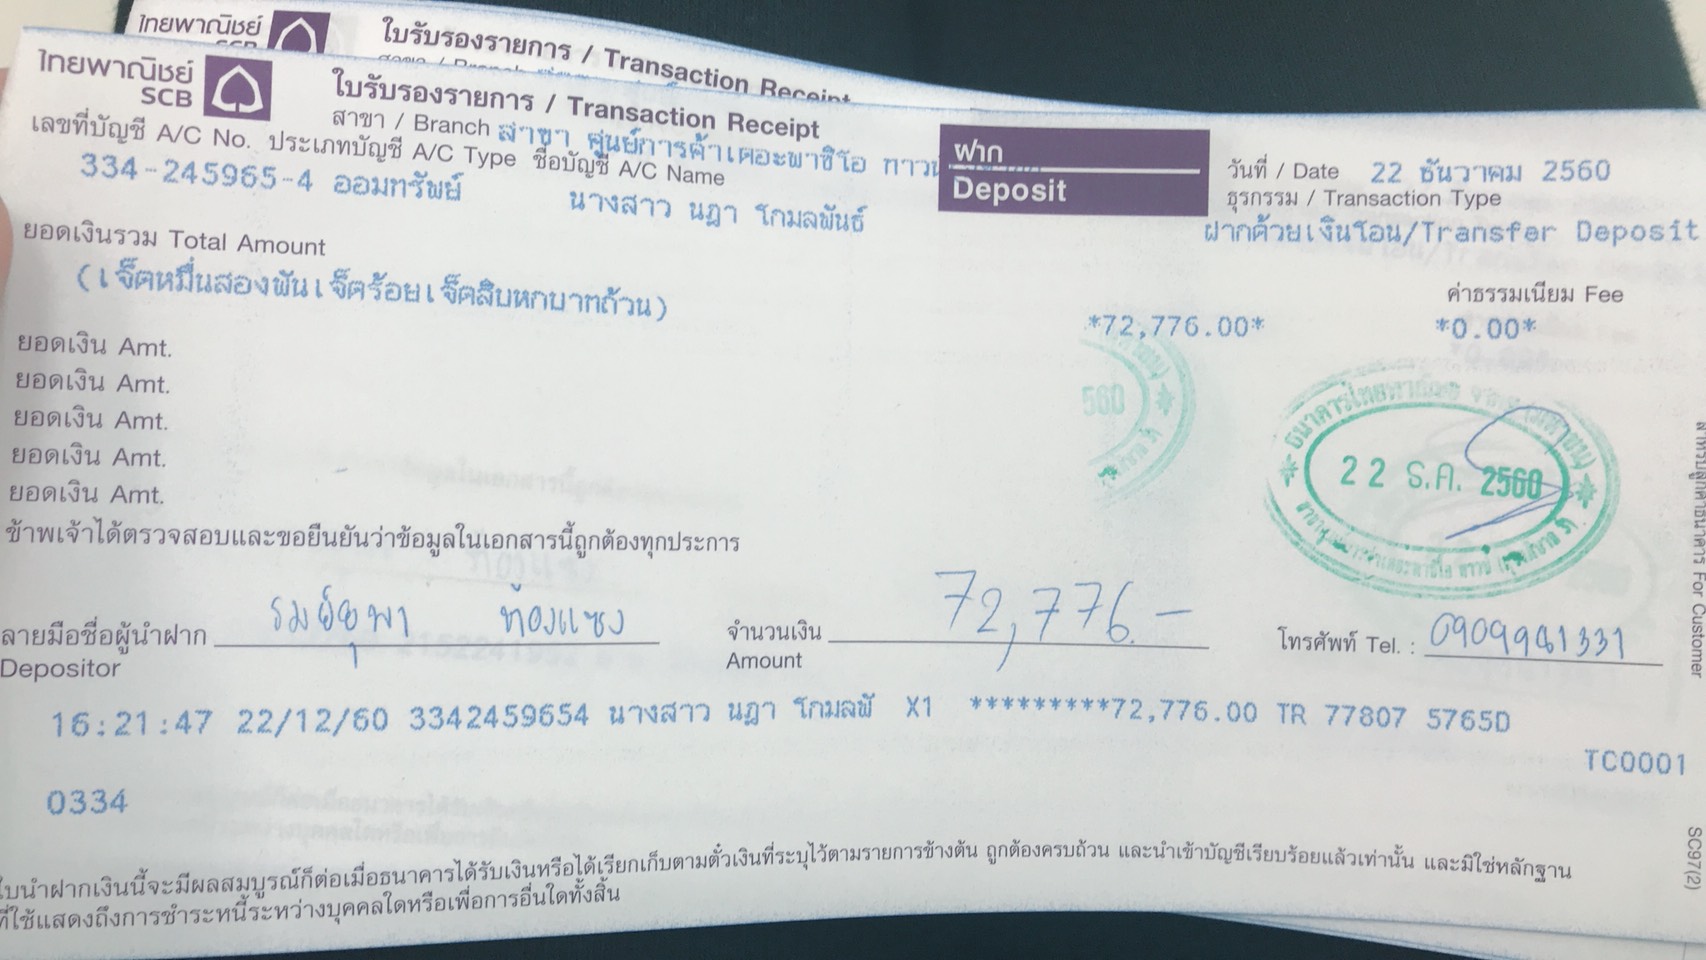 ไทยพาณิชย์
SCB
ใบรับรองรายการ / Transaction Receipt
สาขา / Branch
ไทยพาณิชย์
SCB
ใบรับรองรายการ / Transaction Receipt
สาขา / Branch สาขา ศูนย์การค้าเดอะพาซิโอ ทาวน์
ฝาก
Deposit
วันที่ / Date 22 ธันวาคม 2560
เลขที่บัญชี A/C No. ประเภทบัญชี A/C Type ชื่อบัญชี A/C Name
ธุรกรรม / Transaction Type
334-245965-4 ออมทรัพย์ นางสาว นฎา โกมลพันธ์
ฝากด้วยเงินโอน/Transfer Deposit
ยอดเงินรวม Total Amount
(เจ็ดหมื่นสองพันเจ็ดร้อยเจ็ดสิบหกบาทถ้วน)
ค่าธรรมเนียม Fee
*72,776.00* *0.00*
ยอดเงิน Amt.
ยอดเงิน Amt.
ยอดเงิน Amt.
ยอดเงิน Amt.
ยอดเงิน Amt.
560
ธนาคารไทยพาณิชย์ จำกัด (มหาชน)
22 ธ.ค. 2560
ข้าพเจ้าได้ตรวจสอบและขอยืนยันว่าข้อมูลในเอกสารนี้ถูกต้องทุกประการ
ลายมือชื่อผู้นำฝาก รมย์ยุพา ท้องแซง จำนวนเงิน 72,776.- โทรศัพท์ Tel. : 0909991331
Depositor Amount
16:21:47 22/12/60 3342459654 นางสาว นฎา โกมลพั X1 *********72,776.00 TR 77807 5765D
TC0001
0334
ใบนำฝากเงินนี้จะมีผลสมบูรณ์ก็ต่อเมื่อธนาคารได้รับเงินหรือได้เรียกเก็บตามตั๋วเงินที่ระบุไว้ตามรายการข้างต้น ถูกต้องครบถ้วน และนำเข้าบัญชีเรียบร้อยแล้วเท่านั้น และมิใช่หลักฐาน
ที่ใช้แสดงถึงการชำระหนี้ระหว่างบุคคลใดหรือเพื่อการอื่นใดทั้งสิ้น
สำหรับลูกค้าธนาคาร For Customer
SC97(2)